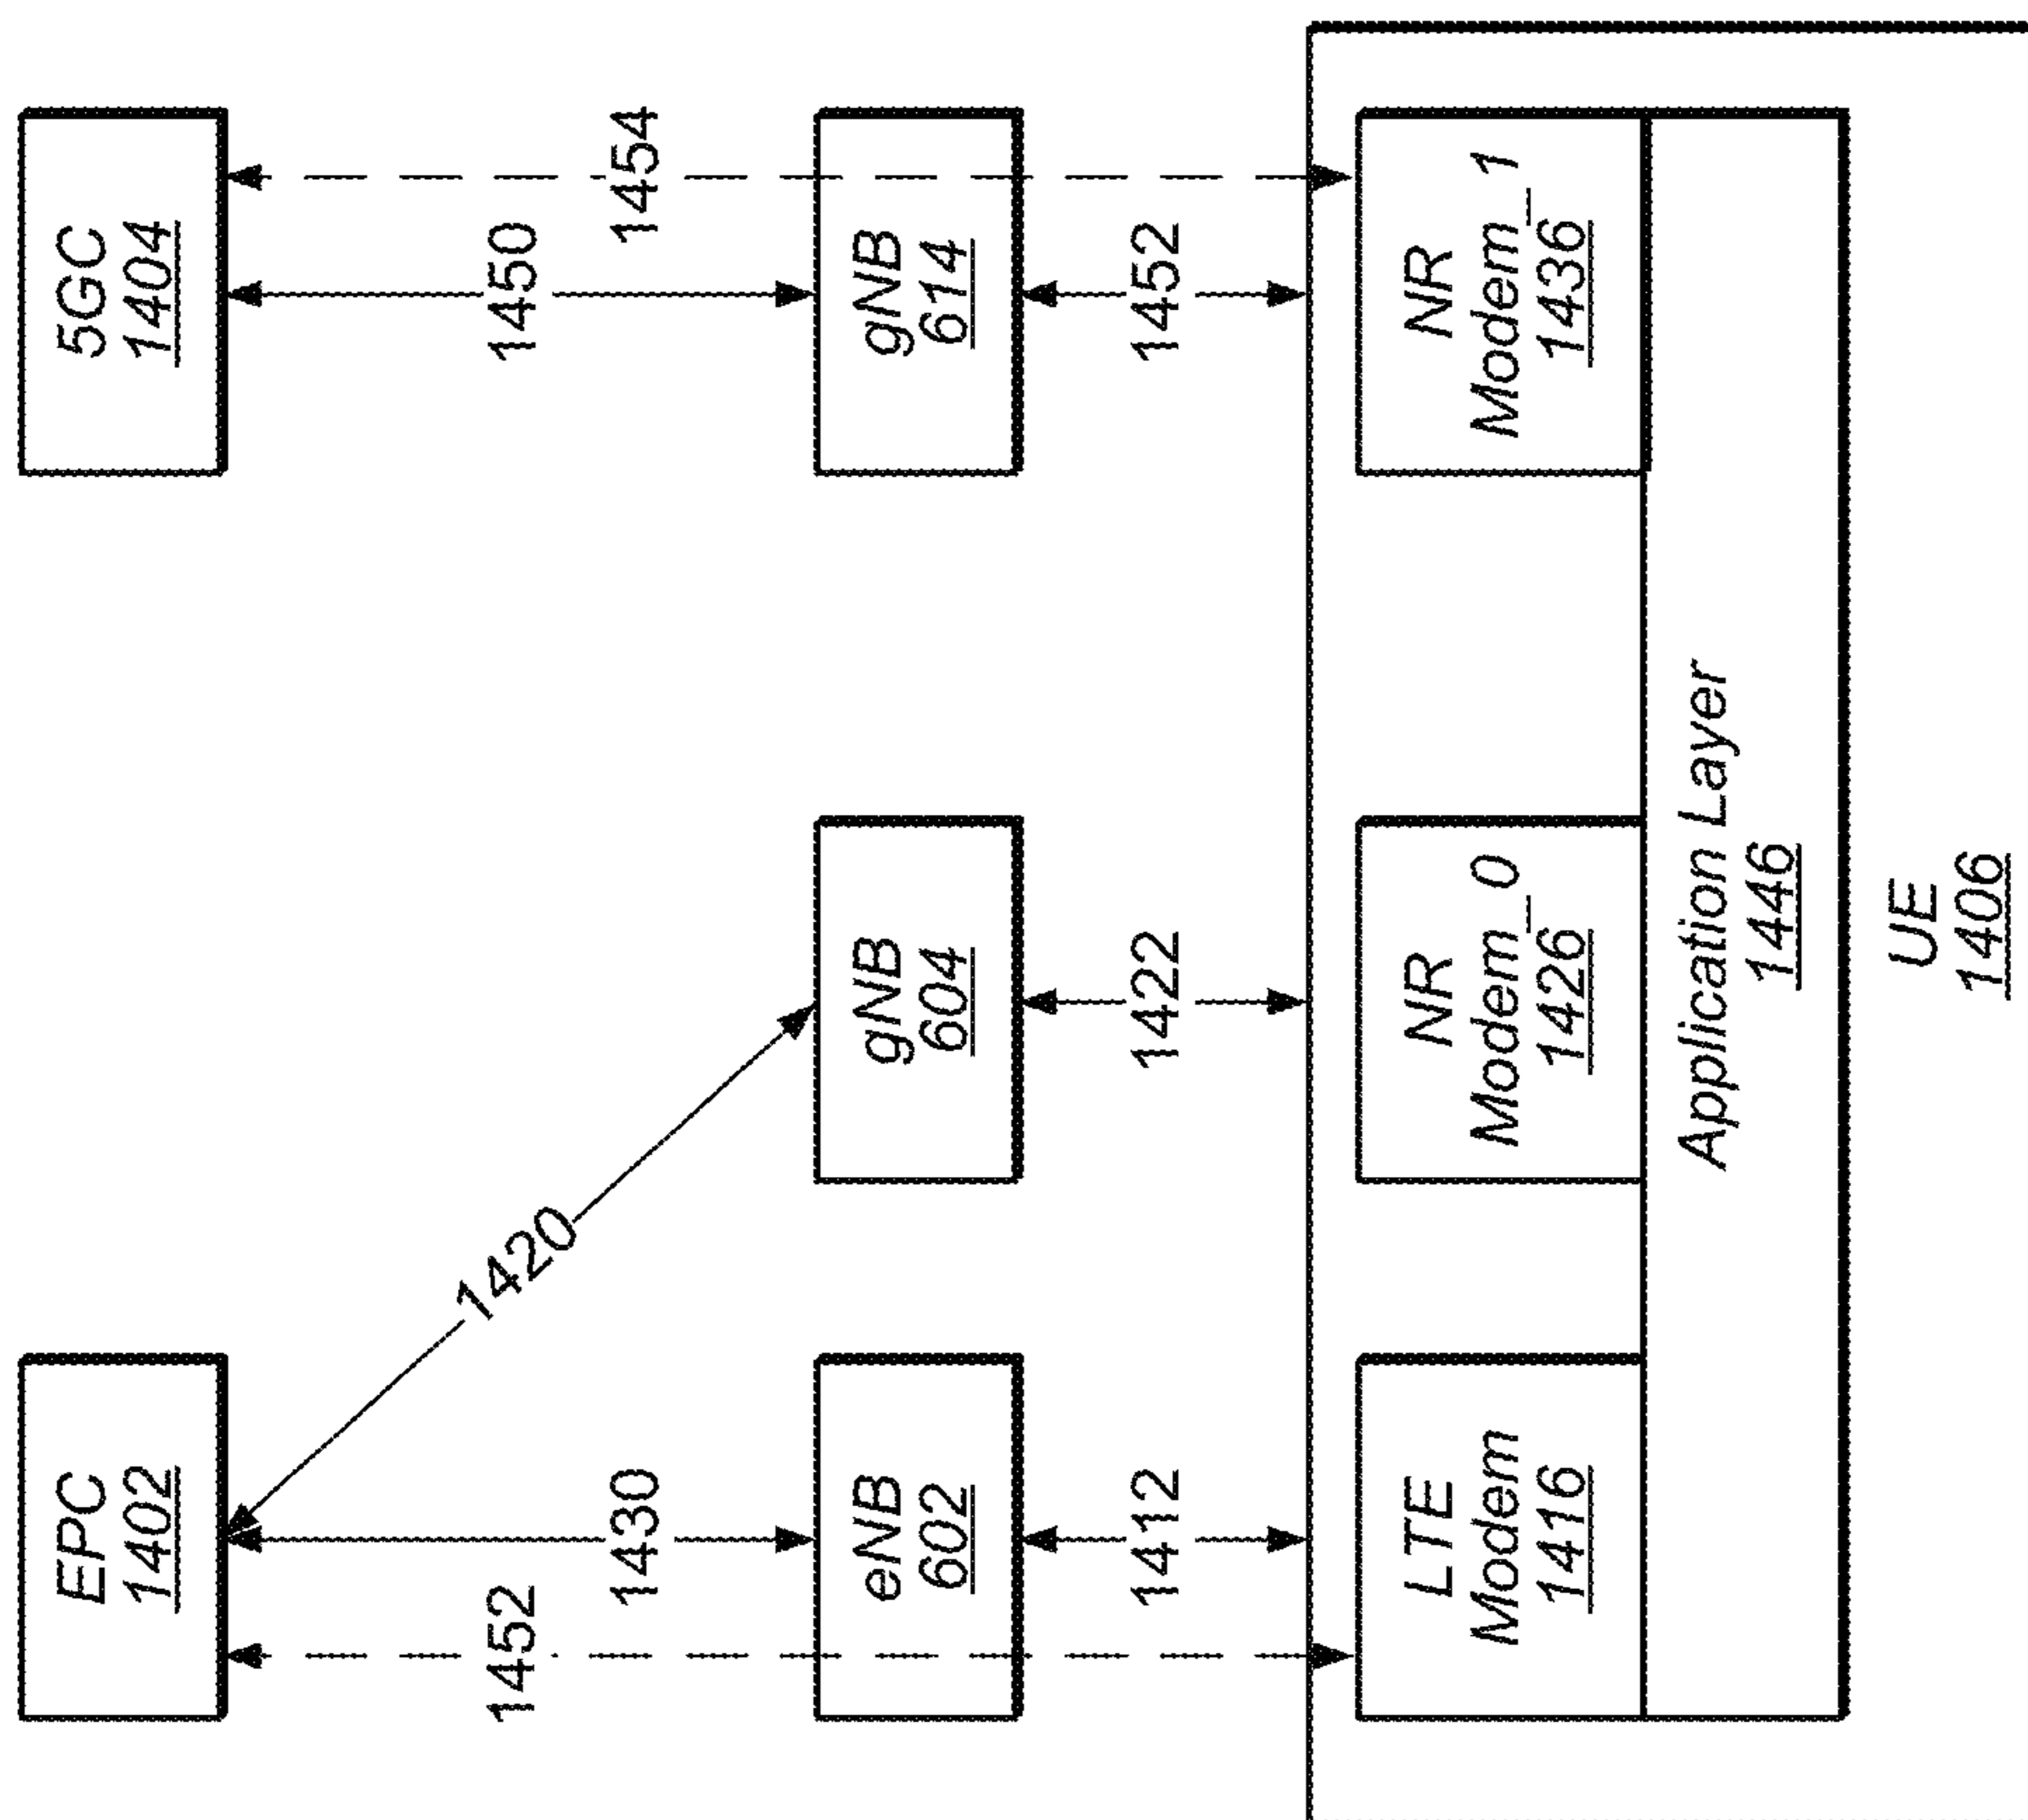 EPC
1402
5GC
1404
1452
1430
1420
1450
1454
eNB
602
gNB
604
gNB
614
1412
1422
1452
LTE
Modem
1416
NR
Modem_0
1426
NR
Modem_1
1436
Application Layer
1446
UE
1406